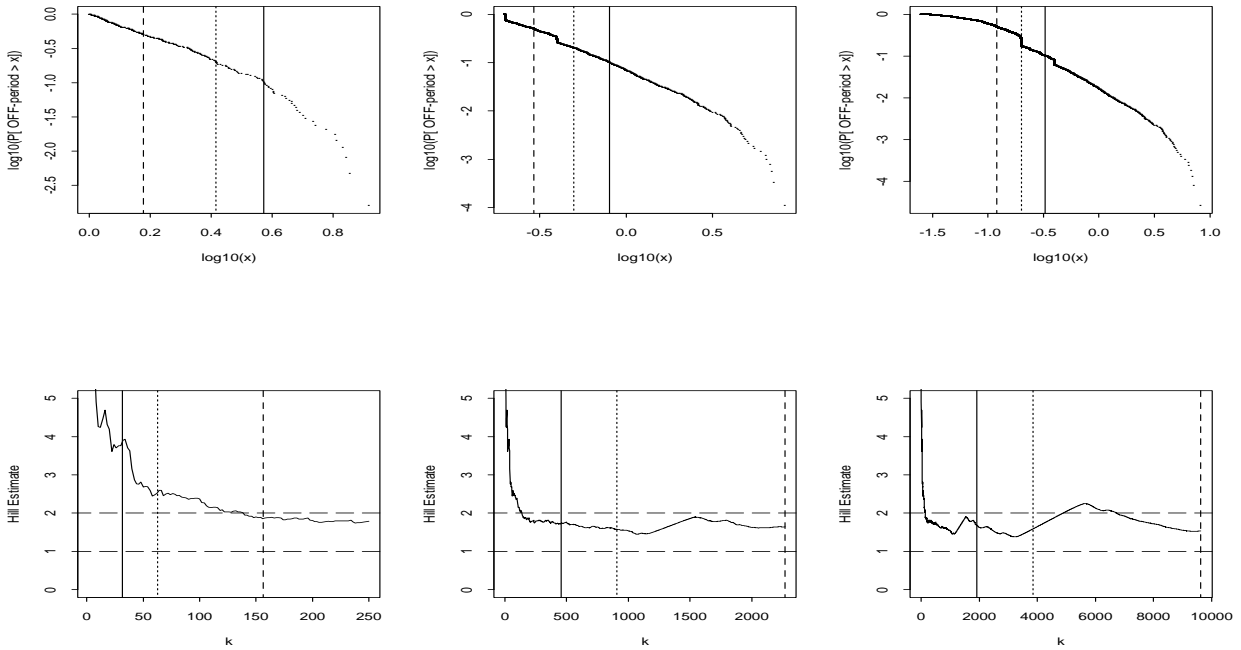 log10(P[ OFF-period > x])
0.0
-0.5
-1.0
-1.5
-2.0
-2.5
0.0 0.2 0.4 0.6 0.8
log10(x)
log10(P[ OFF-period > x])
0
-1
-2
-3
-4
-0.5 0.0 0.5
log10(x)
log10(P[ OFF-period > x])
0
-1
-2
-4
-1.5 -1.0 -0.5 0.0 0.5 1.0
log10(x)
Hill Estimate
5
4
3
2
1
0
0 50 100 150 200 250
k
Hill Estimate
5
4
3
2
1
0
0 500 1000 2000
k
Hill Estimate
5
4
3
2
1
0
0 2000 4000 6000 8000 10000
k